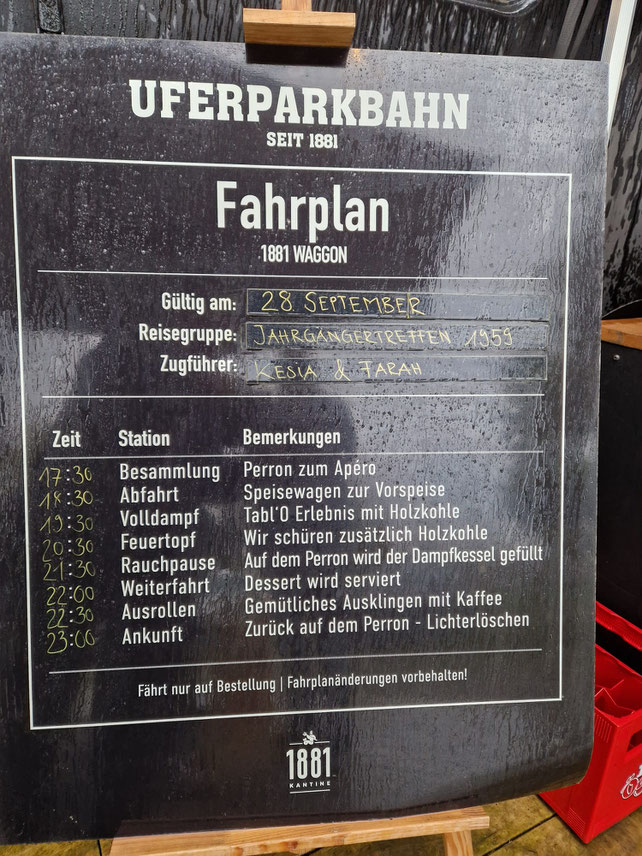 UFERPARKBAHN
SEIT 1881
Fahrplan
1881 WAGGON
Gültig am: 28 SEPTEMBER
Reisegruppe: JAHRGÄNGERTREFFEN 1959
Zugführer: KESIA & FARAH
Zeit Station Bemerkungen
17:30 Besammlung Perron zum Apéro
18:30 Abfahrt Speisewagen zur Vorspeise
19:30 Volldampf Tabl'O Erlebnis mit Holzkohle
20:30 Feuertopf Wir schüren zusätzlich Holzkohle
21:30 Rauchpause Auf dem Perron wird der Dampfkessel gefüllt
22:00 Weiterfahrt Dessert wird serviert
22:30 Ausrollen Gemütliches Ausklingen mit Kaffee
23:00 Ankunft Zurück auf dem Perron - Lichterlöschen
Fährt nur auf Bestellung | Fahrplanänderungen vorbehalten!
1881
KANTINE